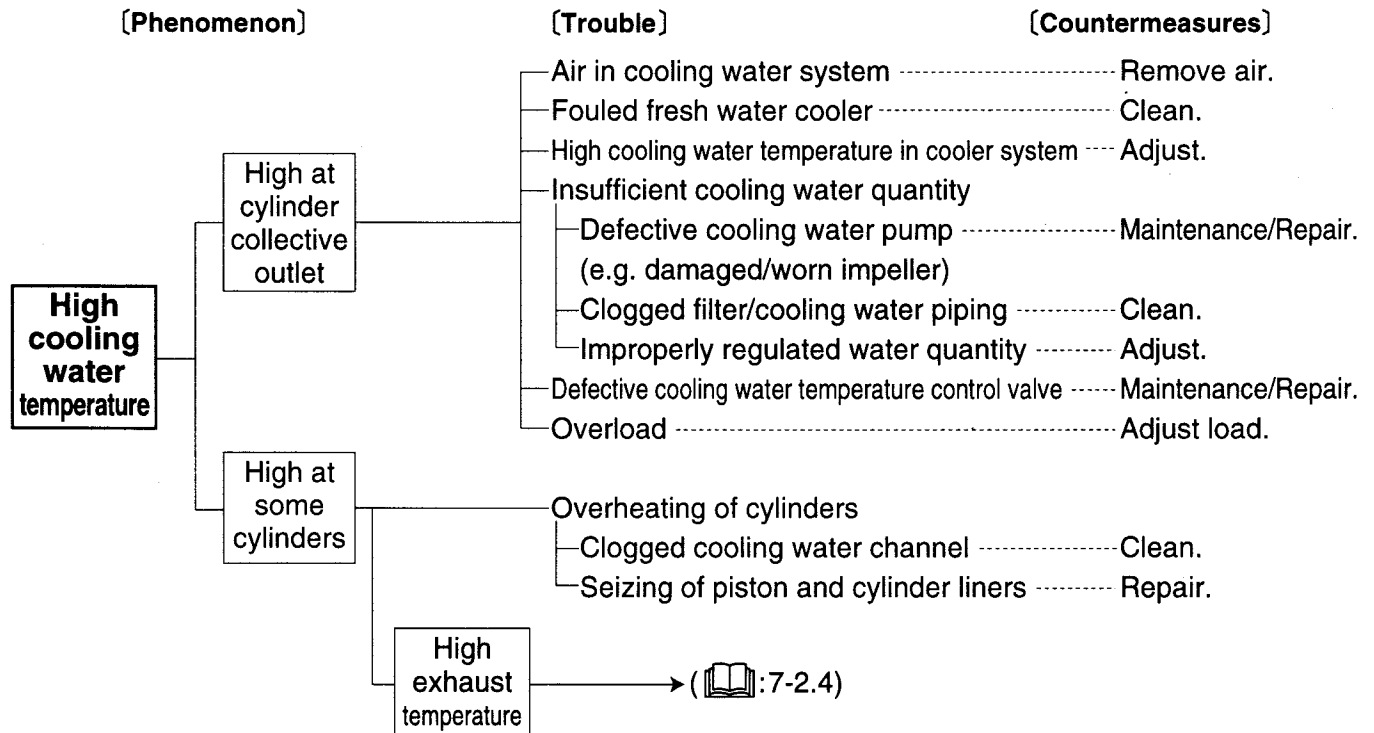 〔Phenomenon〕 〔Trouble〕 〔Countermeasures〕
Air in cooling water system Remove air.
Fouled fresh water cooler Clean.
High cooling water temperature in cooler system Adjust.
High at
cylinder
collective
outlet
Insufficient cooling water quantity
Defective cooling water pump Maintenance/Repair.
(e.g. damaged/worn impeller)
Clogged filter/cooling water piping Clean.
Improperly regulated water quantity Adjust.
Defective cooling water temperature control valve Maintenance/Repair.
Overload Adjust load.
High
cooling
water
temperature
High at
some
cylinders
Overheating of cylinders
Clogged cooling water channel Clean.
Seizing of piston and cylinder liners Repair.
High
exhaust
temperature
( :7-2.4)